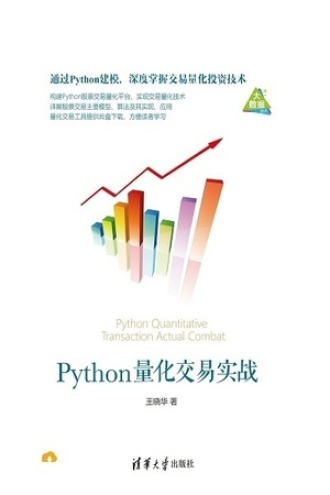 通过Python建模，深度掌握交易量化投资技术
构建Python股票交易量化平台，实现交易量化技术
详解股票交易主要模型、算法及其实现、应用
量化交易工具提供云盘下载，方便读者学习
大
数据
Python Quantitative
Transaction Actual Combat
Python量化交易实战
王晓华 著
清华大学出版社